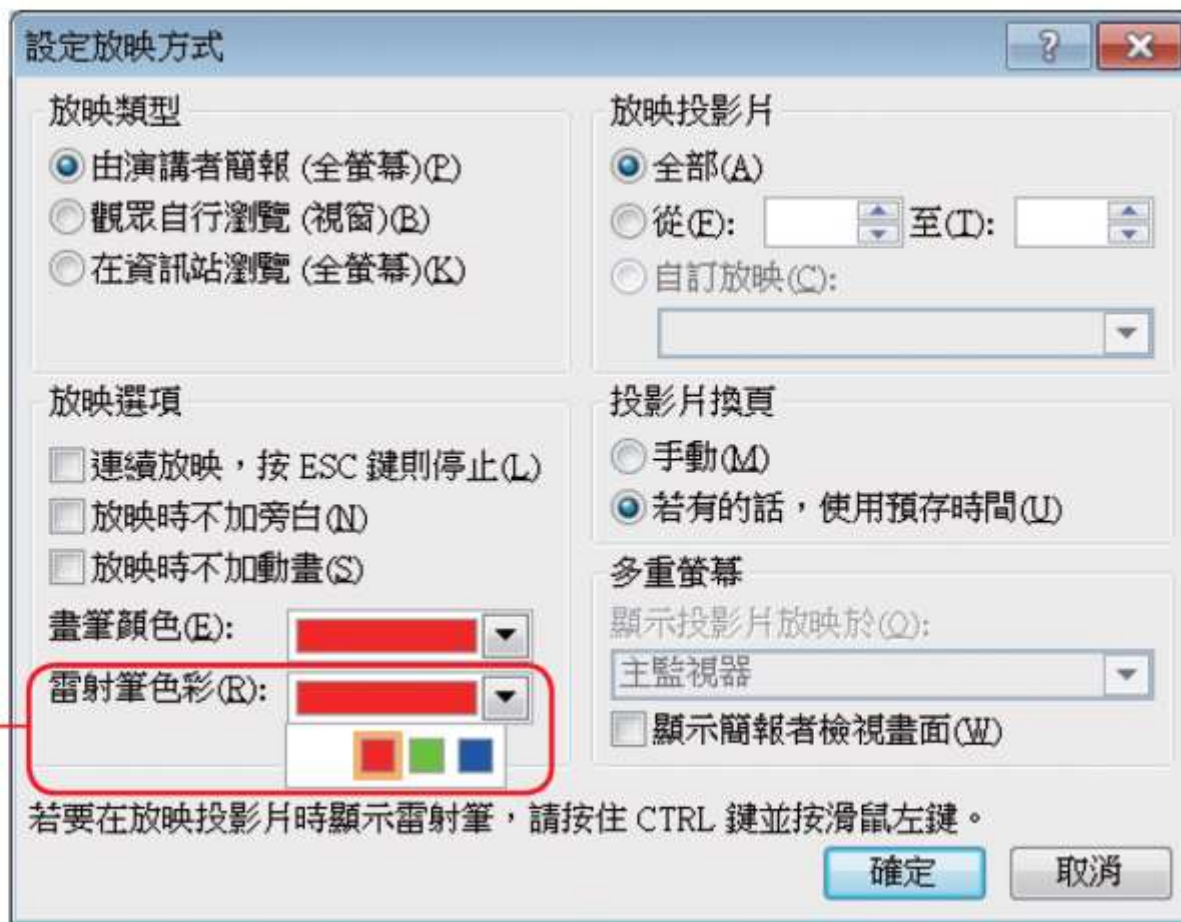 設定放映方式
放映類型
由演講者簡報 (全螢幕)(P)
觀眾自行瀏覽 (視窗)(B)
在資訊站瀏覽 (全螢幕)(K)
放映投影片
全部(A)
從(F): 至(T):
自訂放映(C):
放映選項
連續放映，按 ESC 鍵則停止(L)
放映時不加旁白(N)
放映時不加動畫(S)
畫筆顏色(E):
雷射筆色彩(R):
投影片換頁
手動(M)
若有的話，使用預存時間(U)
多重螢幕
顯示投影片放映於(O):
主監視器
顯示簡報者檢視畫面(W)
若要在放映投影片時顯示雷射筆，請按住 CTRL 鍵並按滑鼠左鍵。
確定 取消